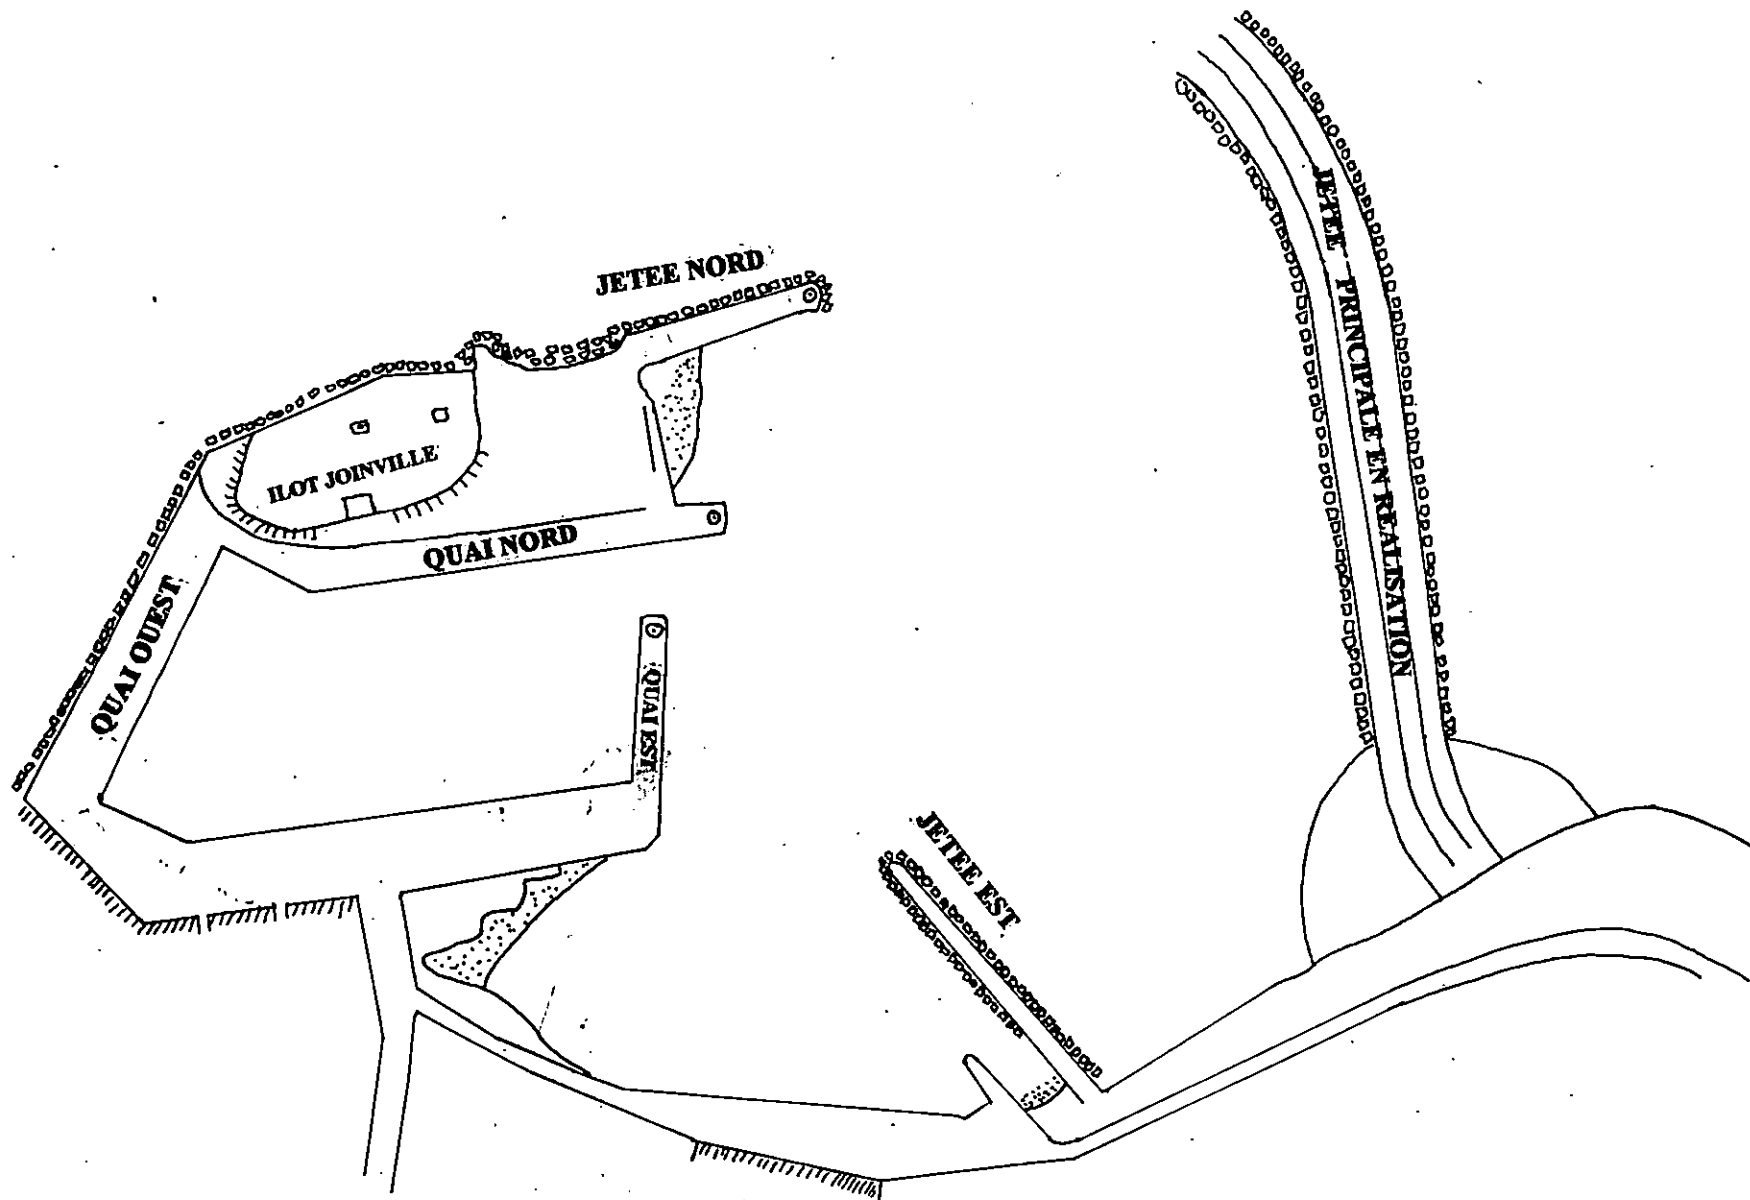 JETEE NORD
JETEE PRINCIPALE EN REALISATION
ILOT JOINVILLE
QUAI NORD
QUAI OUEST
QUAI EST
JETEE EST